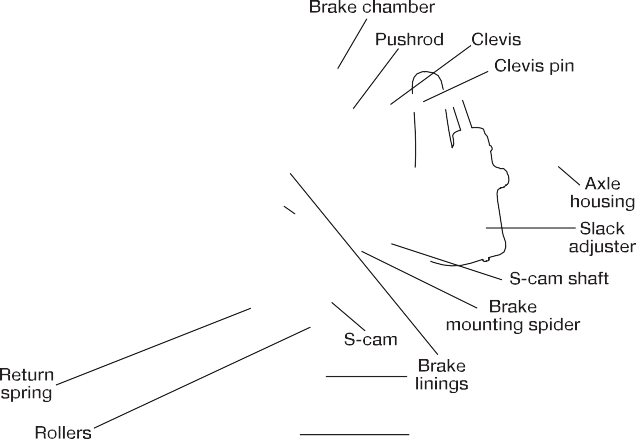 Brake chamber
Pushrod
Clevis
Clevis pin
Axle
housing
Slack
adjuster
S-cam shaft
Brake
mounting spider
S-cam
Brake
linings
Return
spring
Rollers